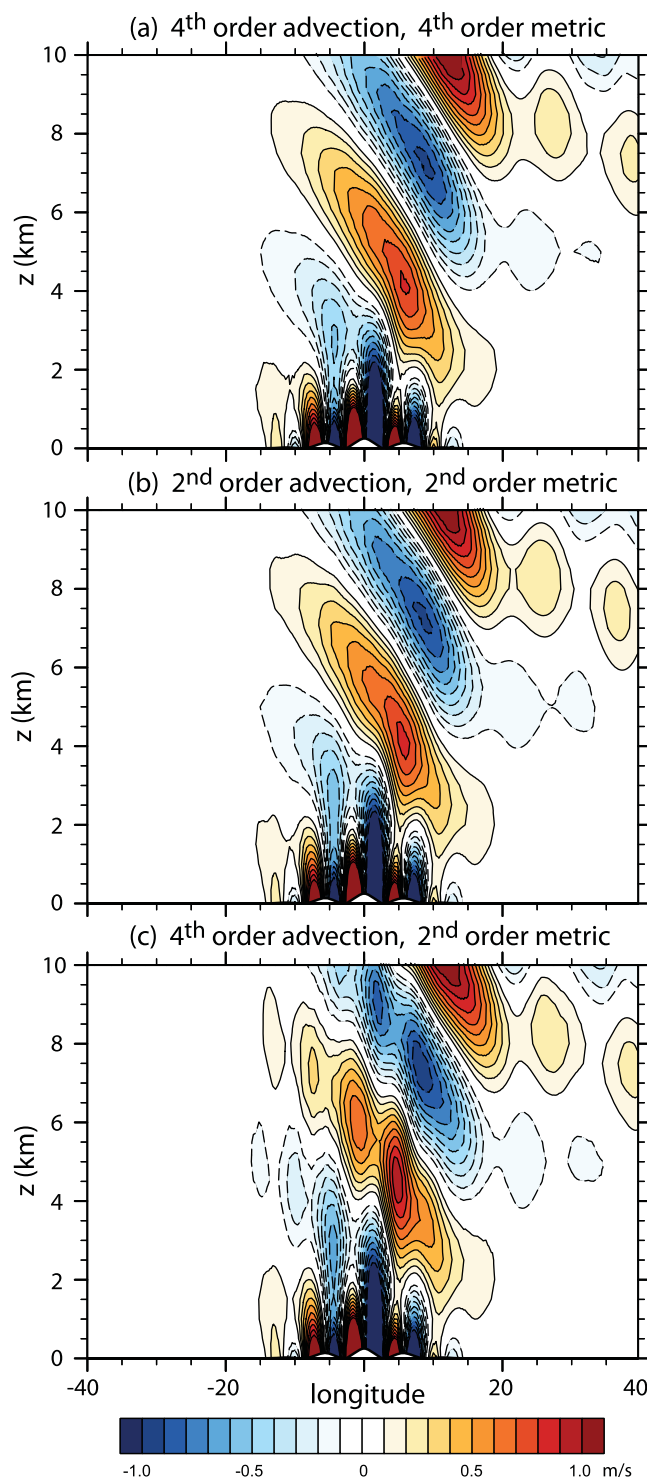 (a) 4th order advection, 4th metric
10
8
6
4
2
0
z (km)
(b) 2nd order advection, 2nd order metric
10
8
6
4
2
0
z (km)
(c) 4th order advection, 2nd order metric
10
8
6
4
2
0
z (km)
-40 -20 0 20 40
longitude
-1.0 -0.5 0 0.5 1.0 m/s